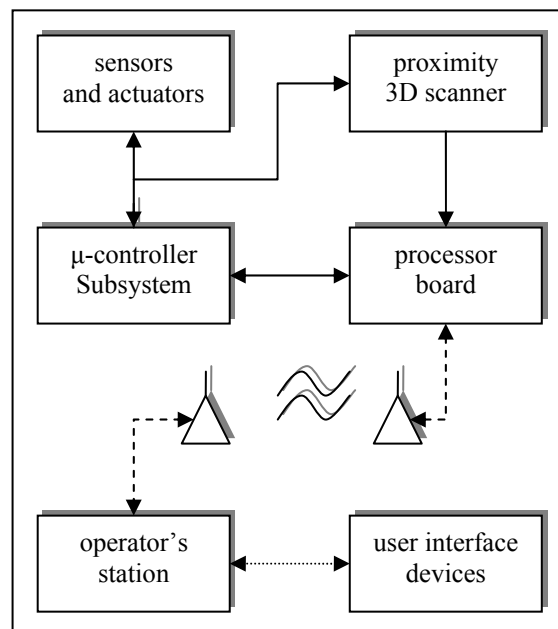 sensors
and actuators
proximity
3D scanner
μ-controller
Subsystem
processor
board
operator’s
station
user interface
devices